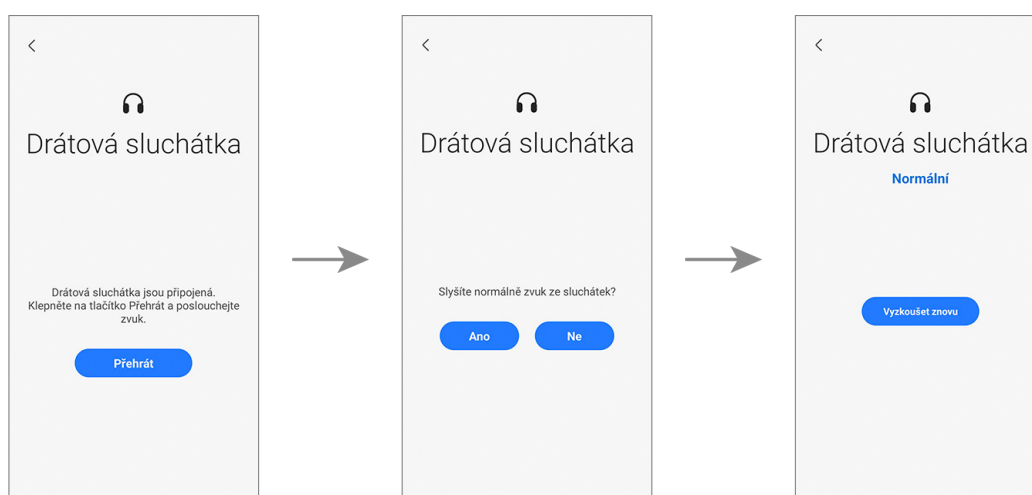 Drátová sluchátka
Drátová sluchátka jsou připojená.
Klepněte na tlačítko Přehrát a poslouchejte
zvuk.
Přehrát
Drátová sluchátka
Slyšíte normálně zvuk ze sluchátek?
Ano
Ne
Drátová sluchátka
Normální
Vyzkoušet znovu